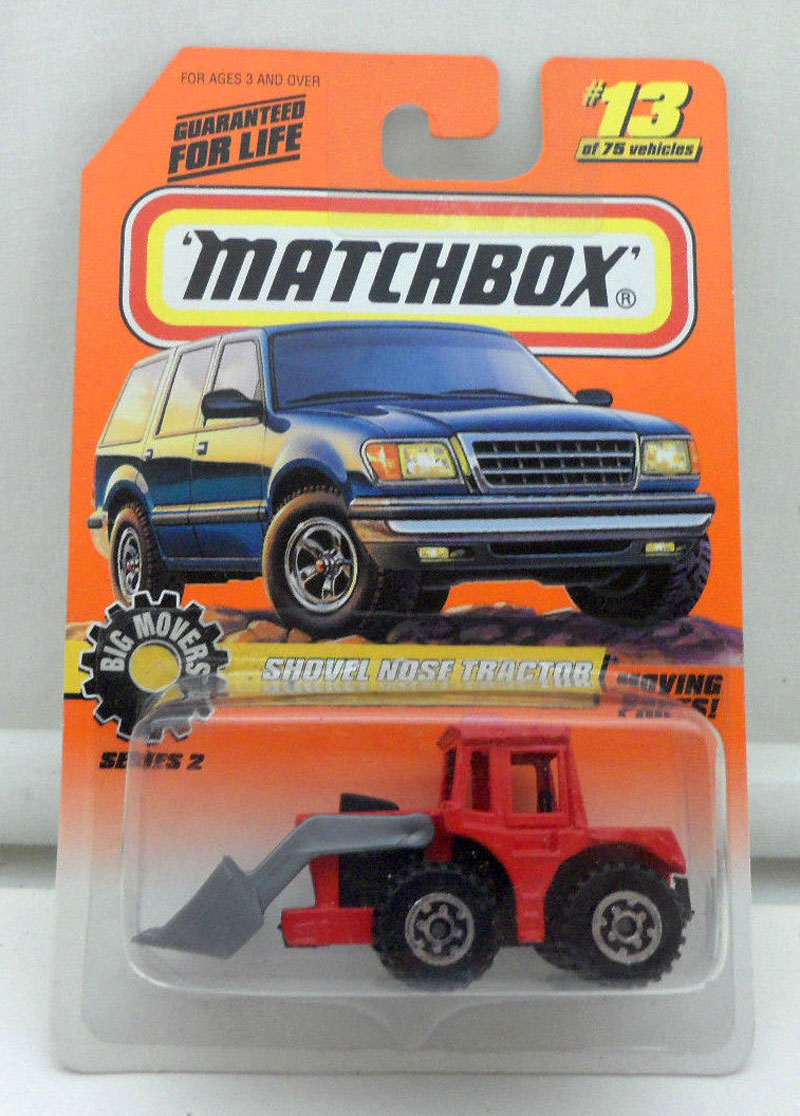 FOR AGES 3 AND OVER
GUARANTEED
FOR LIFE
#13
of 75 vehicles
'MATCHBOX'®
BIG MOVERS
SHOVEL NOSE TRACTOR
MOVING
PARTS!
SERIES 2